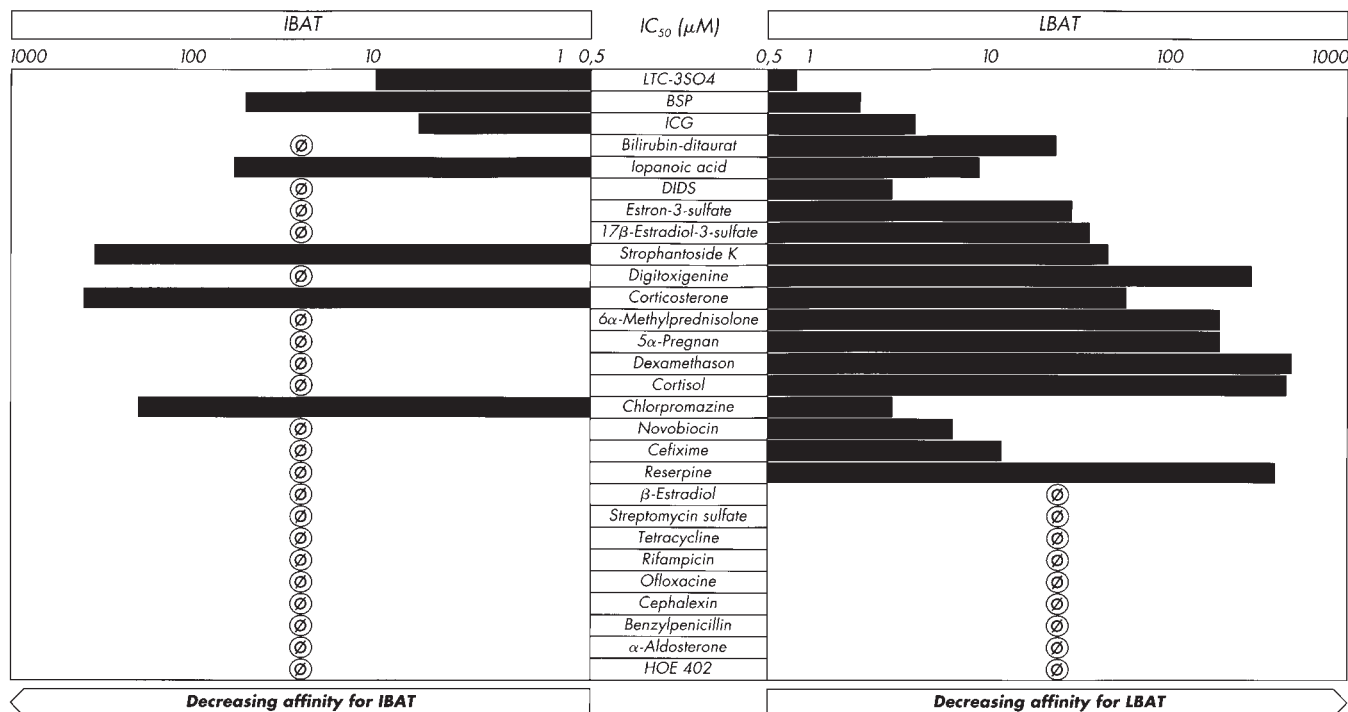 IBAT IC50 (µM) LBAT
1000 100 10 1 0,5 0,5 1 10 100 1000
LTC-3SO4
BSP
ICG
Ø Bilirubin-ditaurat
Iopanoic acid
Ø DIDS
Ø Estron-3-sulfate
Ø 17β-Estradiol-3-sulfate
Strophantoside K
Ø Digitoxigenine
Corticosterone
Ø 6α-Methylprednisolone
Ø 5α-Pregnan
Ø Dexamethason
Ø Cortisol
Chlorpromazine
Ø Novobiocin
Ø Cefixime
Ø Reserpine
Ø β-Estradiol Ø
Ø Streptomycin sulfate Ø
Ø Tetracycline Ø
Ø Rifampicin Ø
Ø Ofloxacine Ø
Ø Cephalexin Ø
Ø Benzylpenicillin Ø
Ø α-Aldosterone Ø
Ø HOE 402 Ø
Decreasing affinity for IBAT Decreasing affinity for LBAT